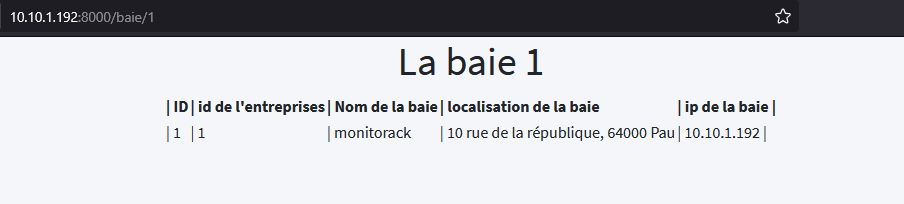 10.10.1.192:8000/baie/1
La baie 1
| ID | id de l'entreprises | Nom de la baie | localisation de la baie | ip de la baie |
| 1 | 1 | monitorack | 10 rue de la république, 64000 Pau | 10.10.1.192 |